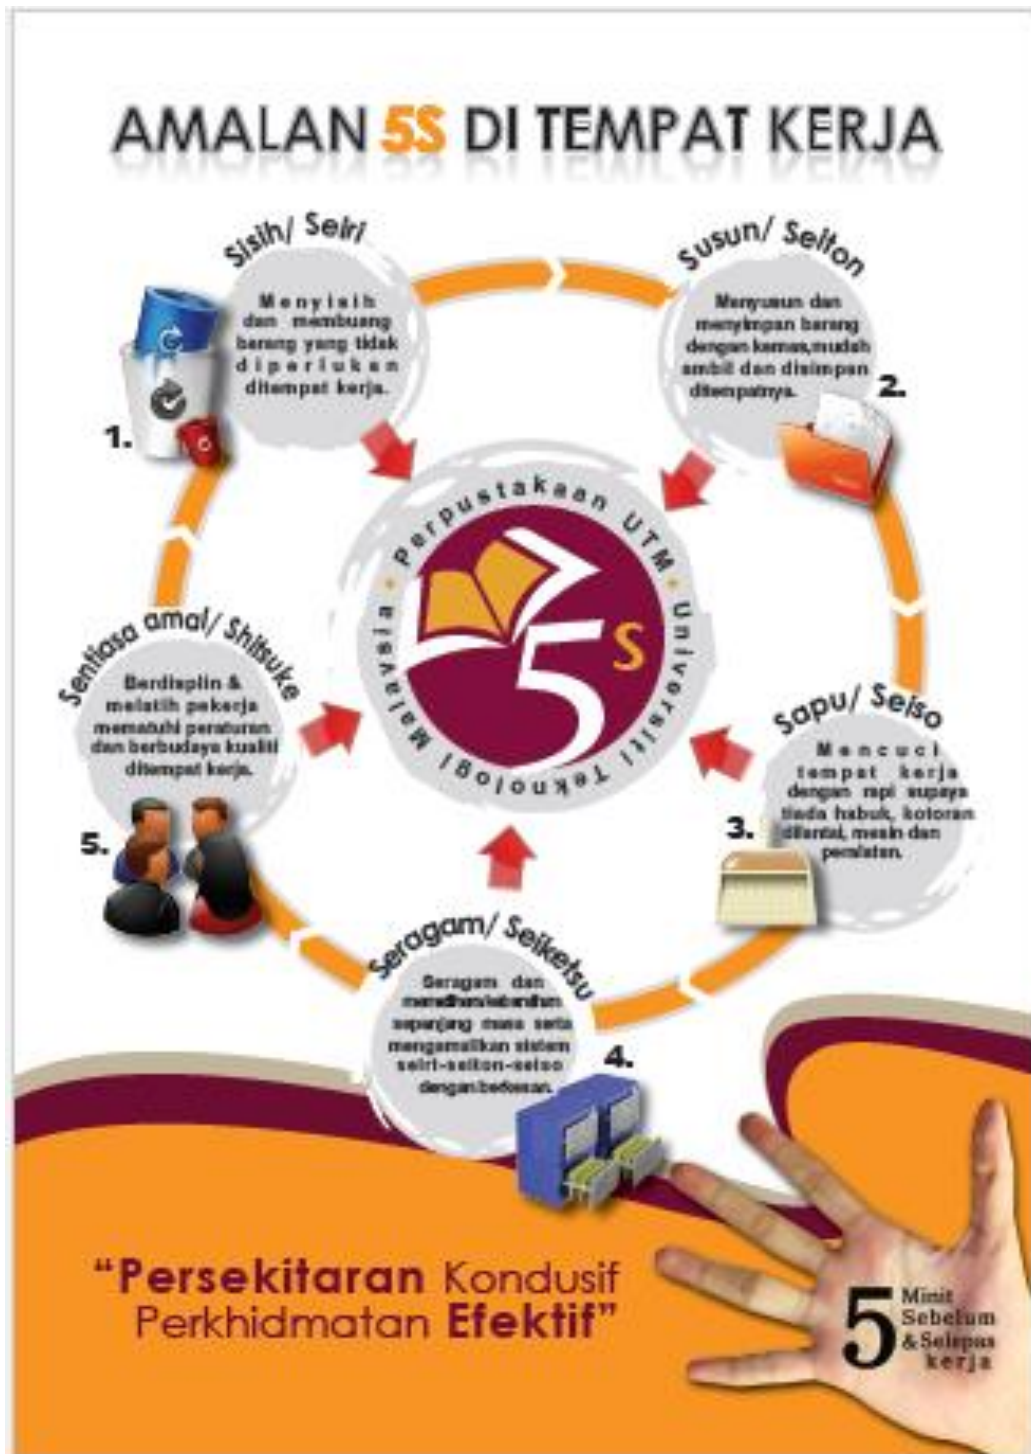 AMALAN 5S DI TEMPAT KERJA
Sisih/ Seiri
Menyisih
dan membuang
barang yang tidak
diperlukan
ditempat kerja.
1.
Susun/ Seiton
Menyusun dan
menyimpan barang
dengan kemas,mudah
ambil dan disimpan
ditempatnya.
2.
Perpustakaan UTM • Universiti Teknologi Malaysia •
5 S
Sapu/ Seiso
Mencuci
tempat kerja
dengan rapi supaya
tiada habuk, kotoran
dilantai, mesin dan
peralatan.
3.
Seragam/ Seiketsu
Seragam dan
sepanjang masa serta
mengamalkan sistem
seiri-seiton-seiso
dengan berkesan.
4.
Sentiasa amal/ Shitsuke
Berdisplin &
melatih pekerja
mematuhi peraturan
dan berbudaya kualiti
ditempat kerja.
5.
"Persekitaran Kondusif
Perkhidmatan Efektif"
5 Minit
Sebelum
& Selepas
kerja